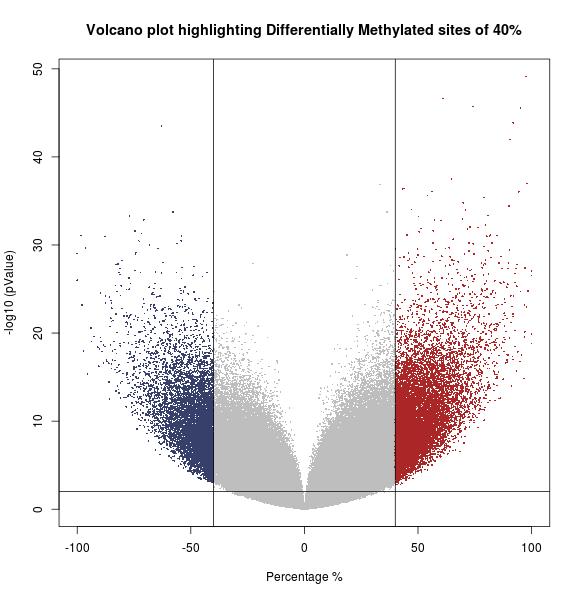 Volcano plot highlighting Differentially Methylated sites of 40%
50
40
30
20
10
0
-log10 (pValue)
-100 -50 0 50 100
Percentage %